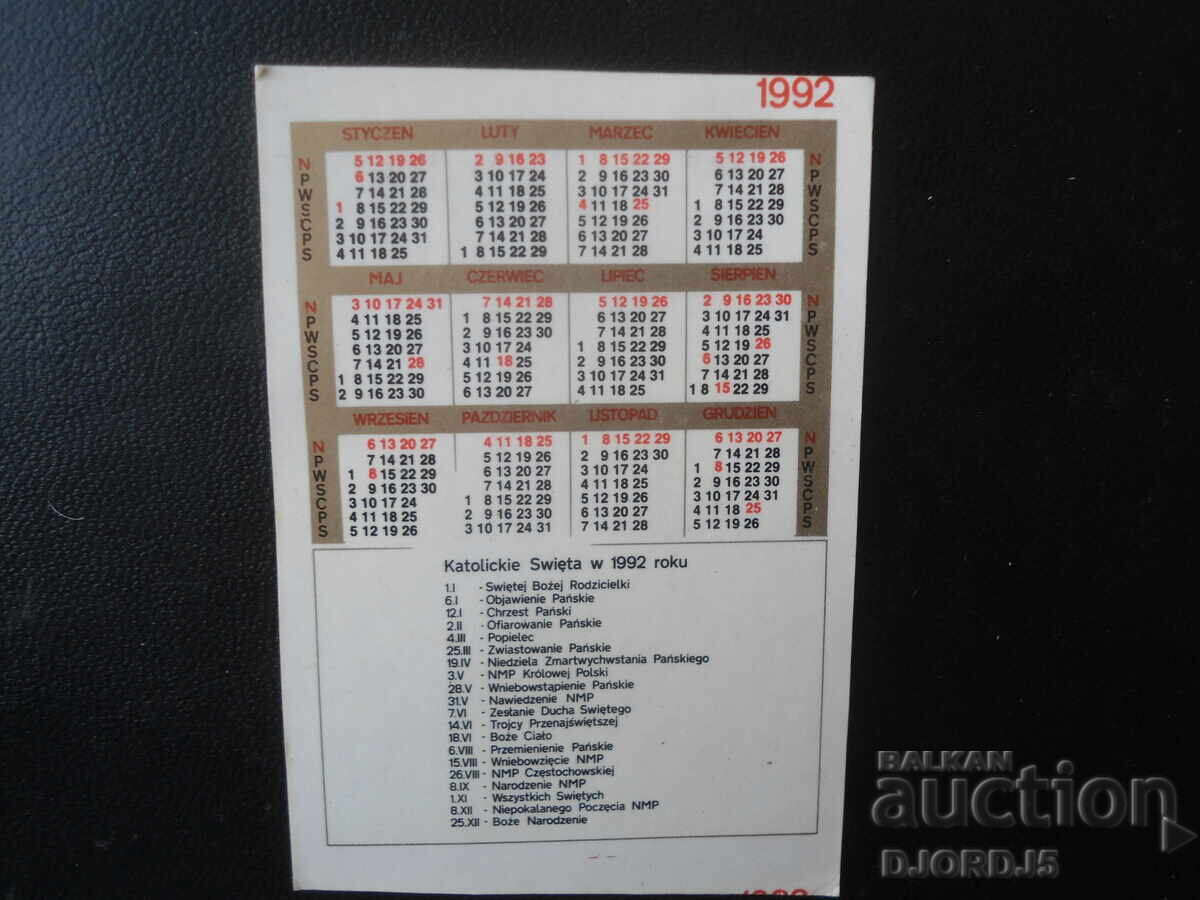 1992
STYCZEN LUTY MARZEC KWIECIEN
N 5 12 19 26 2 9 16 23 1 8 15 22 29 5 12 19 26 N
P 6 13 20 27 3 10 17 24 2 9 16 23 30 6 13 20 27 P
W 7 14 21 28 4 11 18 25 3 10 17 24 31 7 14 21 28 W
S 1 8 15 22 29 5 12 19 26 4 11 18 25 1 8 15 22 29 S
C 2 9 16 23 30 6 13 20 27 5 12 19 26 2 9 16 23 30 C
P 3 10 17 24 31 7 14 21 28 6 13 20 27 3 10 17 24 P
S 4 11 18 25 1 8 15 22 29 7 14 21 28 4 11 18 25 S
MAJ CZERWIEC LIPIEC SIERPIEN
N 3 10 17 24 31 7 14 21 28 5 12 19 26 2 9 16 23 30 N
P 4 11 18 25 1 8 15 22 29 6 13 20 27 3 10 17 24 31 P
W 5 12 19 26 2 9 16 23 30 7 14 21 28 4 11 18 25 W
S 6 13 20 27 3 10 17 24 1 8 15 22 29 5 12 19 26 S
C 7 14 21 28 4 11 18 25 2 9 16 23 30 6 13 20 27 C
P 1 8 15 22 29 5 12 19 26 3 10 17 24 31 7 14 21 28 P
S 2 9 16 23 30 6 13 20 27 4 11 18 25 1 8 15 22 29 S
WRZESIEN PAZDZIERNIK LISTOPAD GRUDZIEN
N 6 13 20 27 4 11 18 25 1 8 15 22 29 6 13 20 27 N
P 7 14 21 28 5 12 19 26 2 9 16 23 30 7 14 21 28 P
W 1 8 15 22 29 6 13 20 27 3 10 17 24 1 8 15 22 29 W
S 2 9 16 23 30 7 14 21 28 4 11 18 25 2 9 16 23 30 S
C 3 10 17 24 1 8 15 22 29 5 12 19 26 3 10 17 24 31 C
P 4 11 18 25 2 9 16 23 30 6 13 20 27 4 11 18 25 P
S 5 12 19 26 3 10 17 24 31 7 14 21 28 5 12 19 26 S
Katolickie Swięta w 1992 roku
1.I - Swiętej Bożej Rodzicielki
6.I - Objawienie Pańskie
12.I - Chrzest Pański
2.II - Ofiarowanie Pańskie
4.III - Popielec
25.III - Zwiastowanie Pańskie
19.IV - Niedziela Zmartwychwstania Pańskiego
3.V - NMP Królowej Polski
28.V - Wniebowstąpienie Pańskie
31.V - Nawiedzenie NMP
7.VI - Zesłanie Ducha Swiętego
14.VI - Trojcy Przenajświętszej
18.VI - Boże Ciało
6.VIII - Przemienienie Pańskie
15.VIII - Wniebowzięcie NMP
26.VIII - NMP Częstochowskiej
8.IX - Narodzenie NMP
1.XI - Wszystkich Swiętych
8.XII - Niepokalanego Poczęcia NMP
25.XII - Boże Narodzenie
BALKAN
auction
DJORDJ5